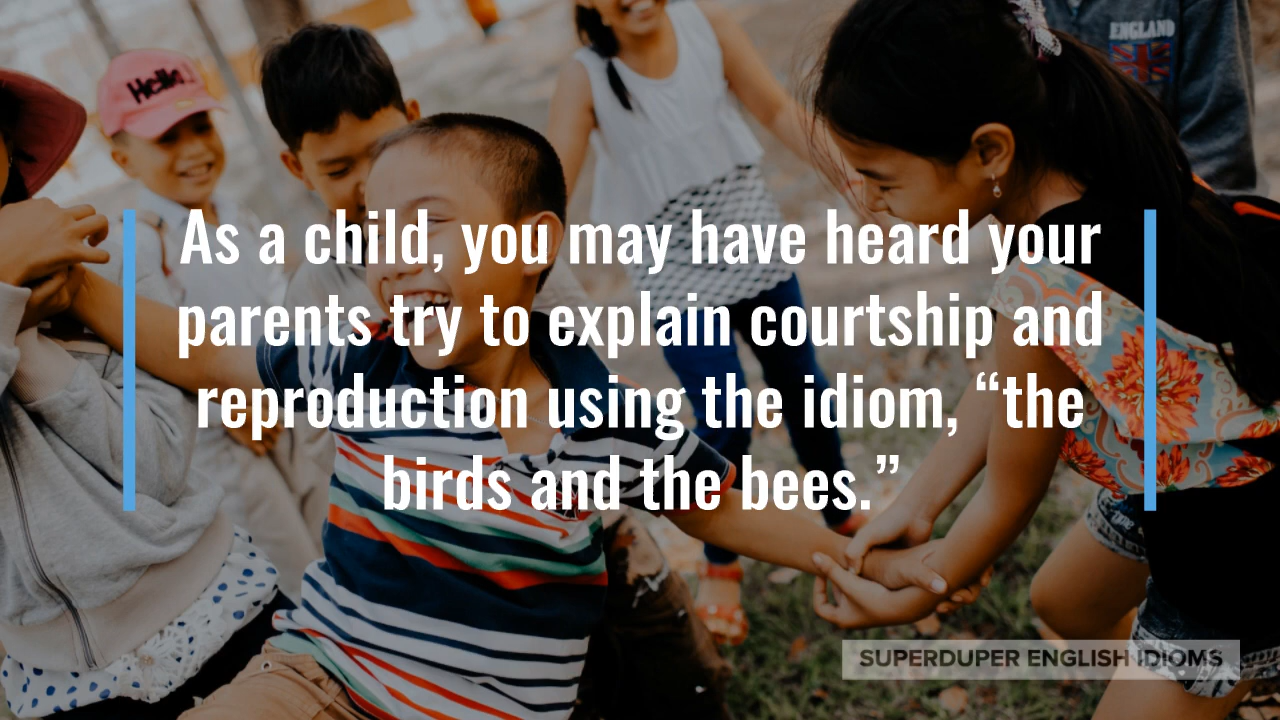 Hello
ENGLAND
As a child, you may have heard your
parents try to explain courtship and
reproduction using the idiom, “the
birds and the bees.”
SUPERDUPER ENGLISH IDIOMS